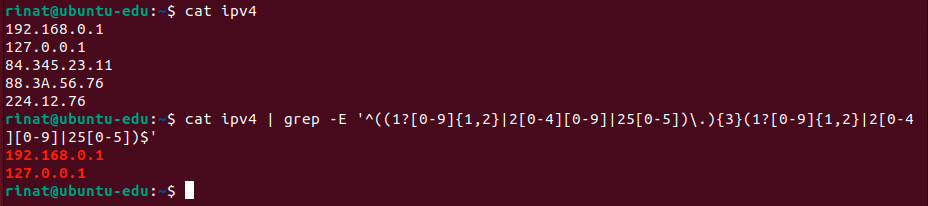 rinat@ubuntu-edu:~$ cat ipv4
192.168.0.1
127.0.0.1
84.345.23.11
88.3A.56.76
224.12.76
rinat@ubuntu-edu:~$ cat ipv4 | grep -E '^((1?[0-9]{1,2}|2[0-4][0-9]|25[0-5])\.){3}(1?[0-9]{1,2}|2[0-4
][0-9]|25[0-5])$'
192.168.0.1
127.0.0.1
rinat@ubuntu-edu:~$